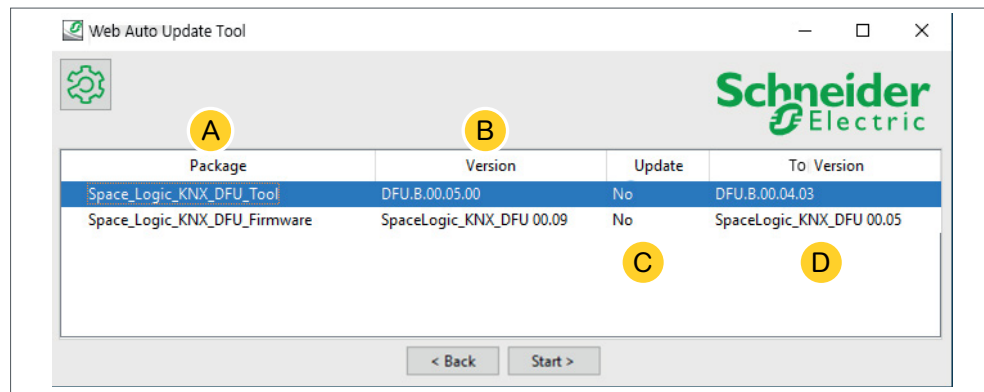 Web Auto Update Tool
Schneider
Electric
A B
Package Version Update To Version
Space_Logic_KNX_DFU_Tool DFU.B.00.05.00 No DFU.B.00.04.03
Space_Logic_KNX_DFU_Firmware SpaceLogic_KNX_DFU 00.09 No SpaceLogic_KNX_DFU 00.05
C D
< Back Start >